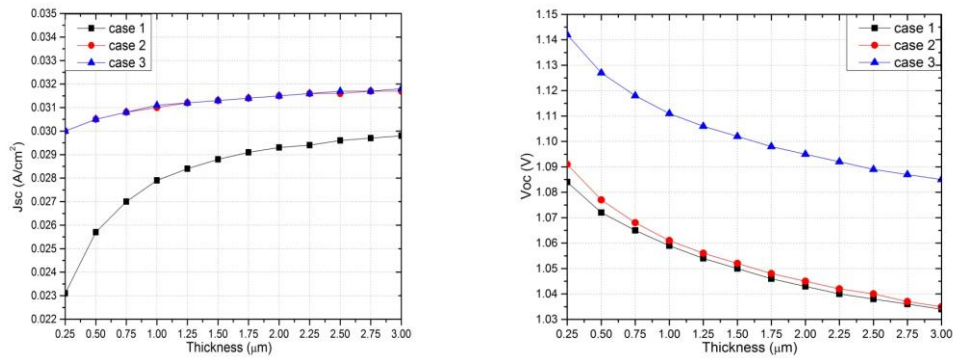 0.035
0.034
0.033
0.032
0.031
0.030
0.029
0.028
0.027
0.026
0.025
0.024
0.023
0.022
Jsc (A/cm²)
case 1
case 2
case 3
0.25 0.50 0.75 1.00 1.25 1.50 1.75 2.00 2.25 2.50 2.75 3.00
Thickness (μm)
1.15
1.14
1.13
1.12
1.11
1.10
1.09
1.08
1.07
1.06
1.05
1.04
1.03
Voc (V)
case 1
case 2
case 3
0.25 0.50 0.75 1.00 1.25 1.50 1.75 2.00 2.25 2.50 2.75 3.00
Thickness (μm)